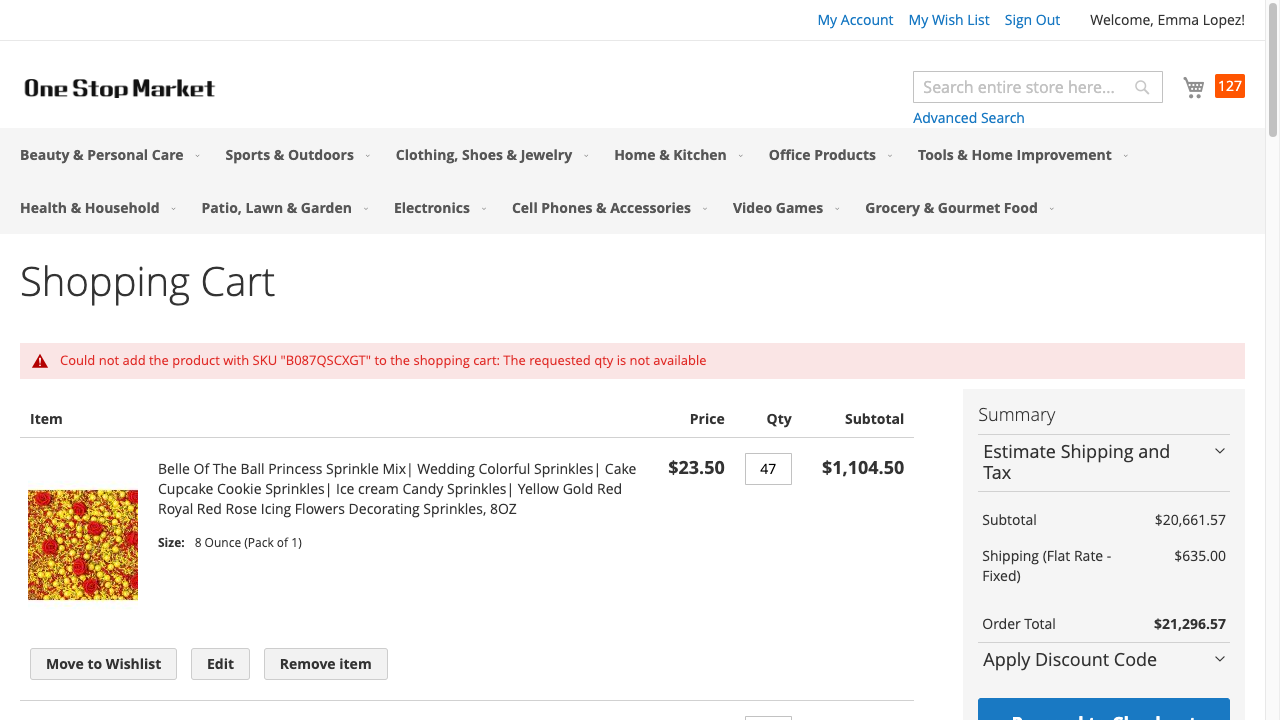 My Account My Wish List Sign Out Welcome, Emma Lopez!
One Stop Market
Search entire store here...
127
Advanced Search
Beauty & Personal Care Sports & Outdoors Clothing, Shoes & Jewelry Home & Kitchen Office Products Tools & Home Improvement
Health & Household Patio, Lawn & Garden Electronics Cell Phones & Accessories Video Games Grocery & Gourmet Food
Shopping Cart
Could not add the product with SKU "B087QSCXGT" to the shopping cart: The requested qty is not available
Item Price Qty Subtotal
Belle Of The Ball Princess Sprinkle Mix| Wedding Colorful Sprinkles| Cake
Cupcake Cookie Sprinkles| Ice cream Candy Sprinkles| Yellow Gold Red
Royal Red Rose Icing Flowers Decorating Sprinkles, 8OZ
Size: 8 Ounce (Pack of 1)
$23.50 47 $1,104.50
Move to Wishlist Edit Remove item
Summary
Estimate Shipping and
Tax
Subtotal $20,661.57
Shipping (Flat Rate - $635.00
Fixed)
Order Total $21,296.57
Apply Discount Code
Proceed to Checkout